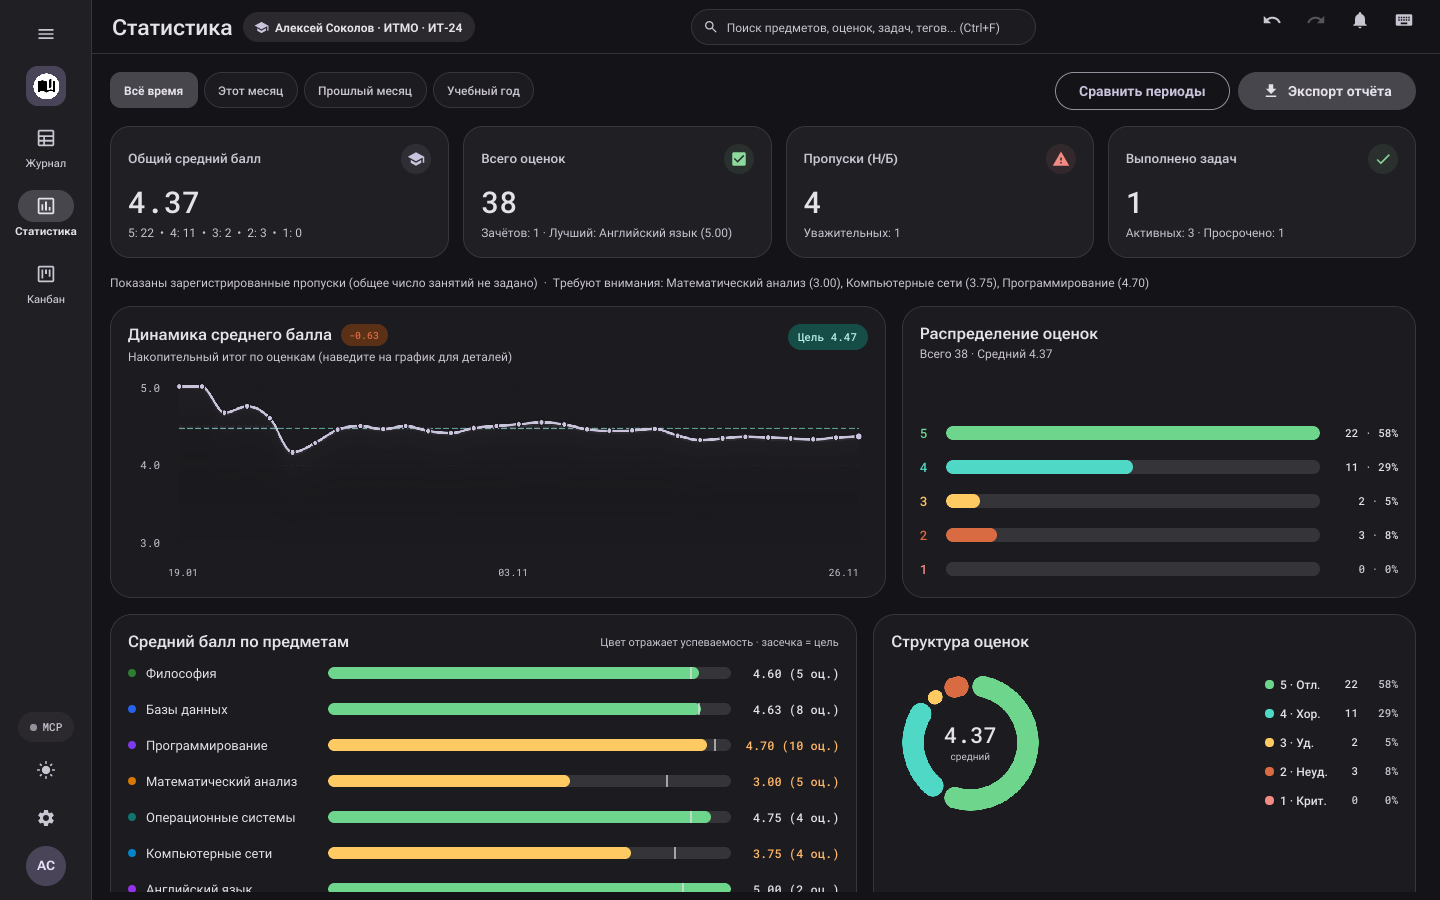 Статистика
Алексей Соколов · ИТМО · ИТ-24
Поиск предметов, оценок, задач, тегов... (Ctrl+F)
Журнал
Статистика
Канбан
MCP
АС
Всё время
Этот месяц
Прошлый месяц
Учебный год
Сравнить периоды
Экспорт отчёта
Общий средний балл
4.37
5: 22 • 4: 11 • 3: 2 • 2: 3 • 1: 0
Всего оценок
38
Зачётов: 1 · Лучший: Английский язык (5.00)
Пропуски (Н/Б)
4
Уважительных: 1
Выполнено задач
1
Активных: 3 · Просрочено: 1
Показаны зарегистрированные пропуски (общее число занятий не задано) · Требуют внимания: Математический анализ (3.00), Компьютерные сети (3.75), Программирование (4.70)
Динамика среднего балла
-0.63
Цель 4.47
Накопительный итог по оценкам (наведите на график для деталей)
5.0
4.0
3.0
19.01
03.11
26.11
Распределение оценок
Всего 38 · Средний 4.37
5 22 · 58%
4 11 · 29%
3 2 · 5%
2 3 · 8%
1 0 · 0%
Средний балл по предметам
Цвет отражает успеваемость · засечка = цель
Философия 4.60 (5 оц.)
Базы данных 4.63 (8 оц.)
Программирование 4.70 (10 оц.)
Математический анализ 3.00 (5 оц.)
Операционные системы 4.75 (4 оц.)
Компьютерные сети 3.75 (4 оц.)
Английский язык 5.00 (2 оц.)
Структура оценок
4.37
средний
5 · Отл. 22 58%
4 · Хор. 11 29%
3 · Уд. 2 5%
2 · Неуд. 3 8%
1 · Крит. 0 0%